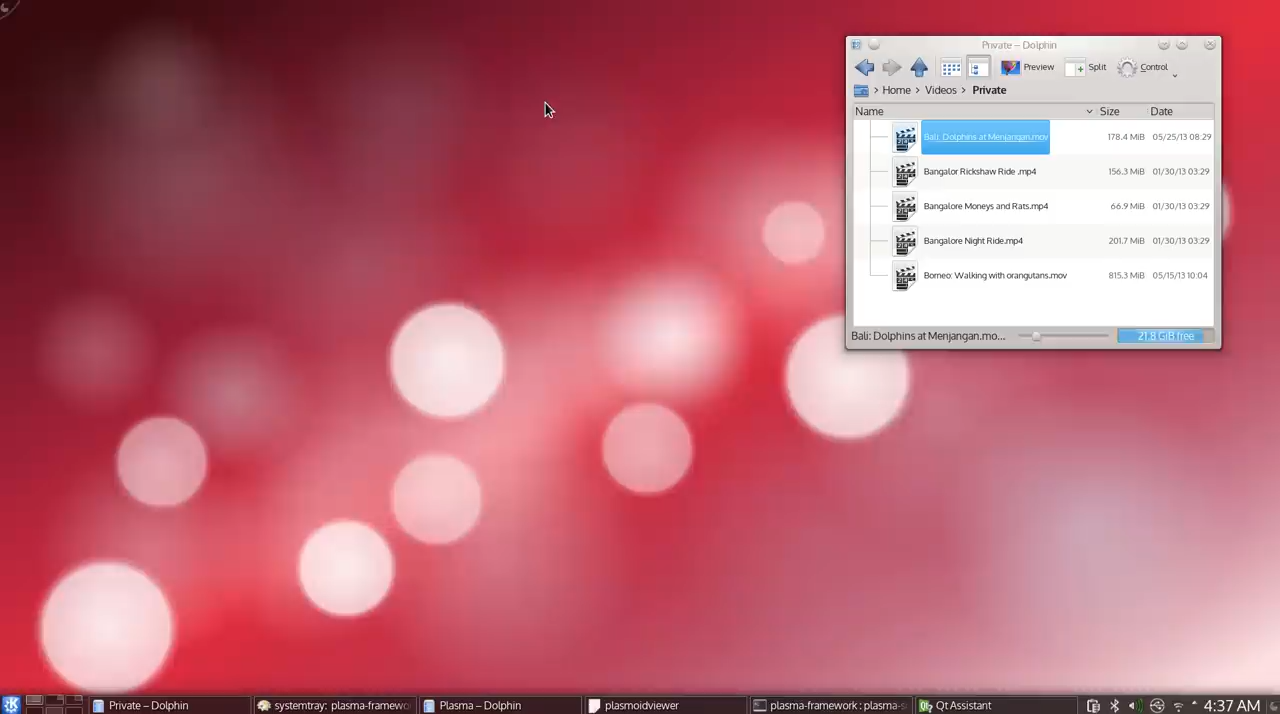 Private – Dolphin
Preview Split Control
> Home > Videos > Private
Name Size Date
Bali: Dolphins at Menjangan.mov 178.4 MiB 05/25/13 08:29
Bangalor Rickshaw Ride .mp4 156.3 MiB 01/30/13 03:29
Bangalore Moneys and Rats.mp4 66.9 MiB 01/30/13 03:29
Bangalore Night Ride.mp4 201.7 MiB 01/30/13 03:29
Borneo: Walking with orangutans.mov 815.3 MiB 05/15/13 10:04
Bali: Dolphins at Menjangan.mo... 21.8 GiB free
Private – Dolphin systemtray: plasma-framewo Plasma – Dolphin plasmoidviewer plasma-framework : plasma-s Qt Assistant 4:37 AM